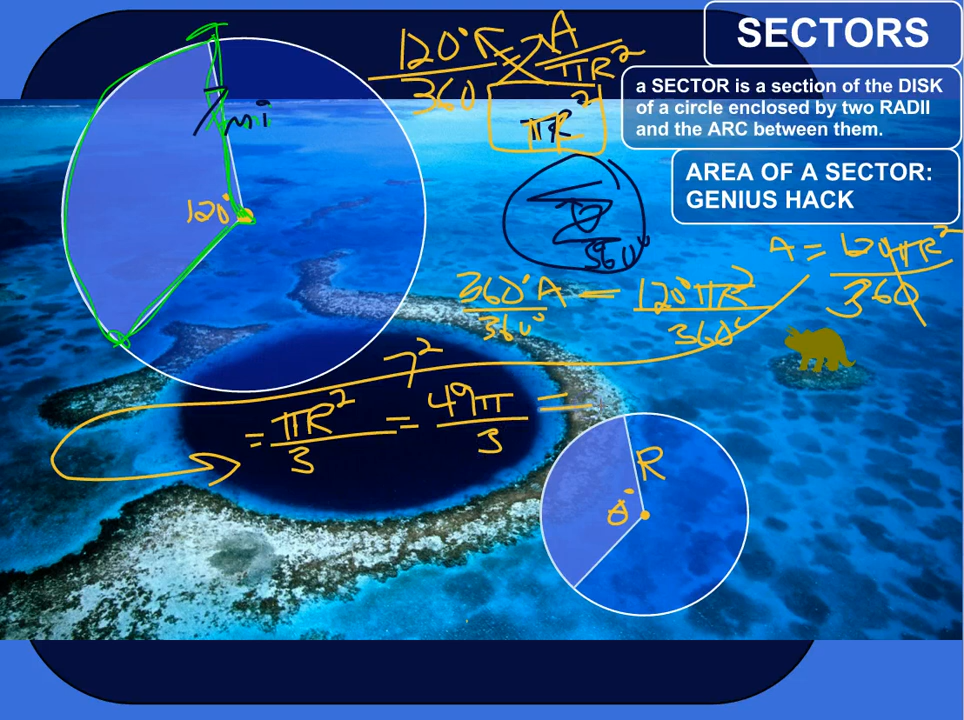 SECTORS
a SECTOR is a section of the DISK
of a circle enclosed by two RADII
and the ARC between them.
AREA OF A SECTOR:
GENIUS HACK
120° A
360 πR²
πR²
7 mi
120°
360°
A = 120πR²
360
360°A = 120°πR²
360° 360°
7²
= πR² = 49π =
3 3
R
θ°